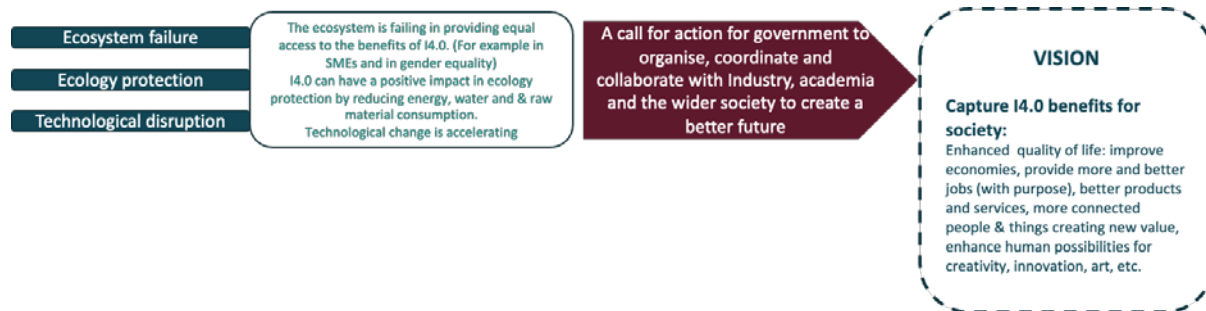 Ecosystem failure
Ecology protection
Technological disruption
The ecosystem is failing in providing equal
access to the benefits of I4.0. (For example in
SMEs and in gender equality)
I4.0 can have a positive impact in ecology
protection by reducing energy, water and & raw
material consumption.
Technological change is accelerating
A call for action for government to
organise, coordinate and
collaborate with Industry, academia
and the wider society to create a
better future
VISION
Capture I4.0 benefits for
society:
Enhanced quality of life: improve
economies, provide more and better
jobs (with purpose), better products
and services, more connected
people & things creating new value,
enhance human possibilities for
creativity, innovation, art, etc.